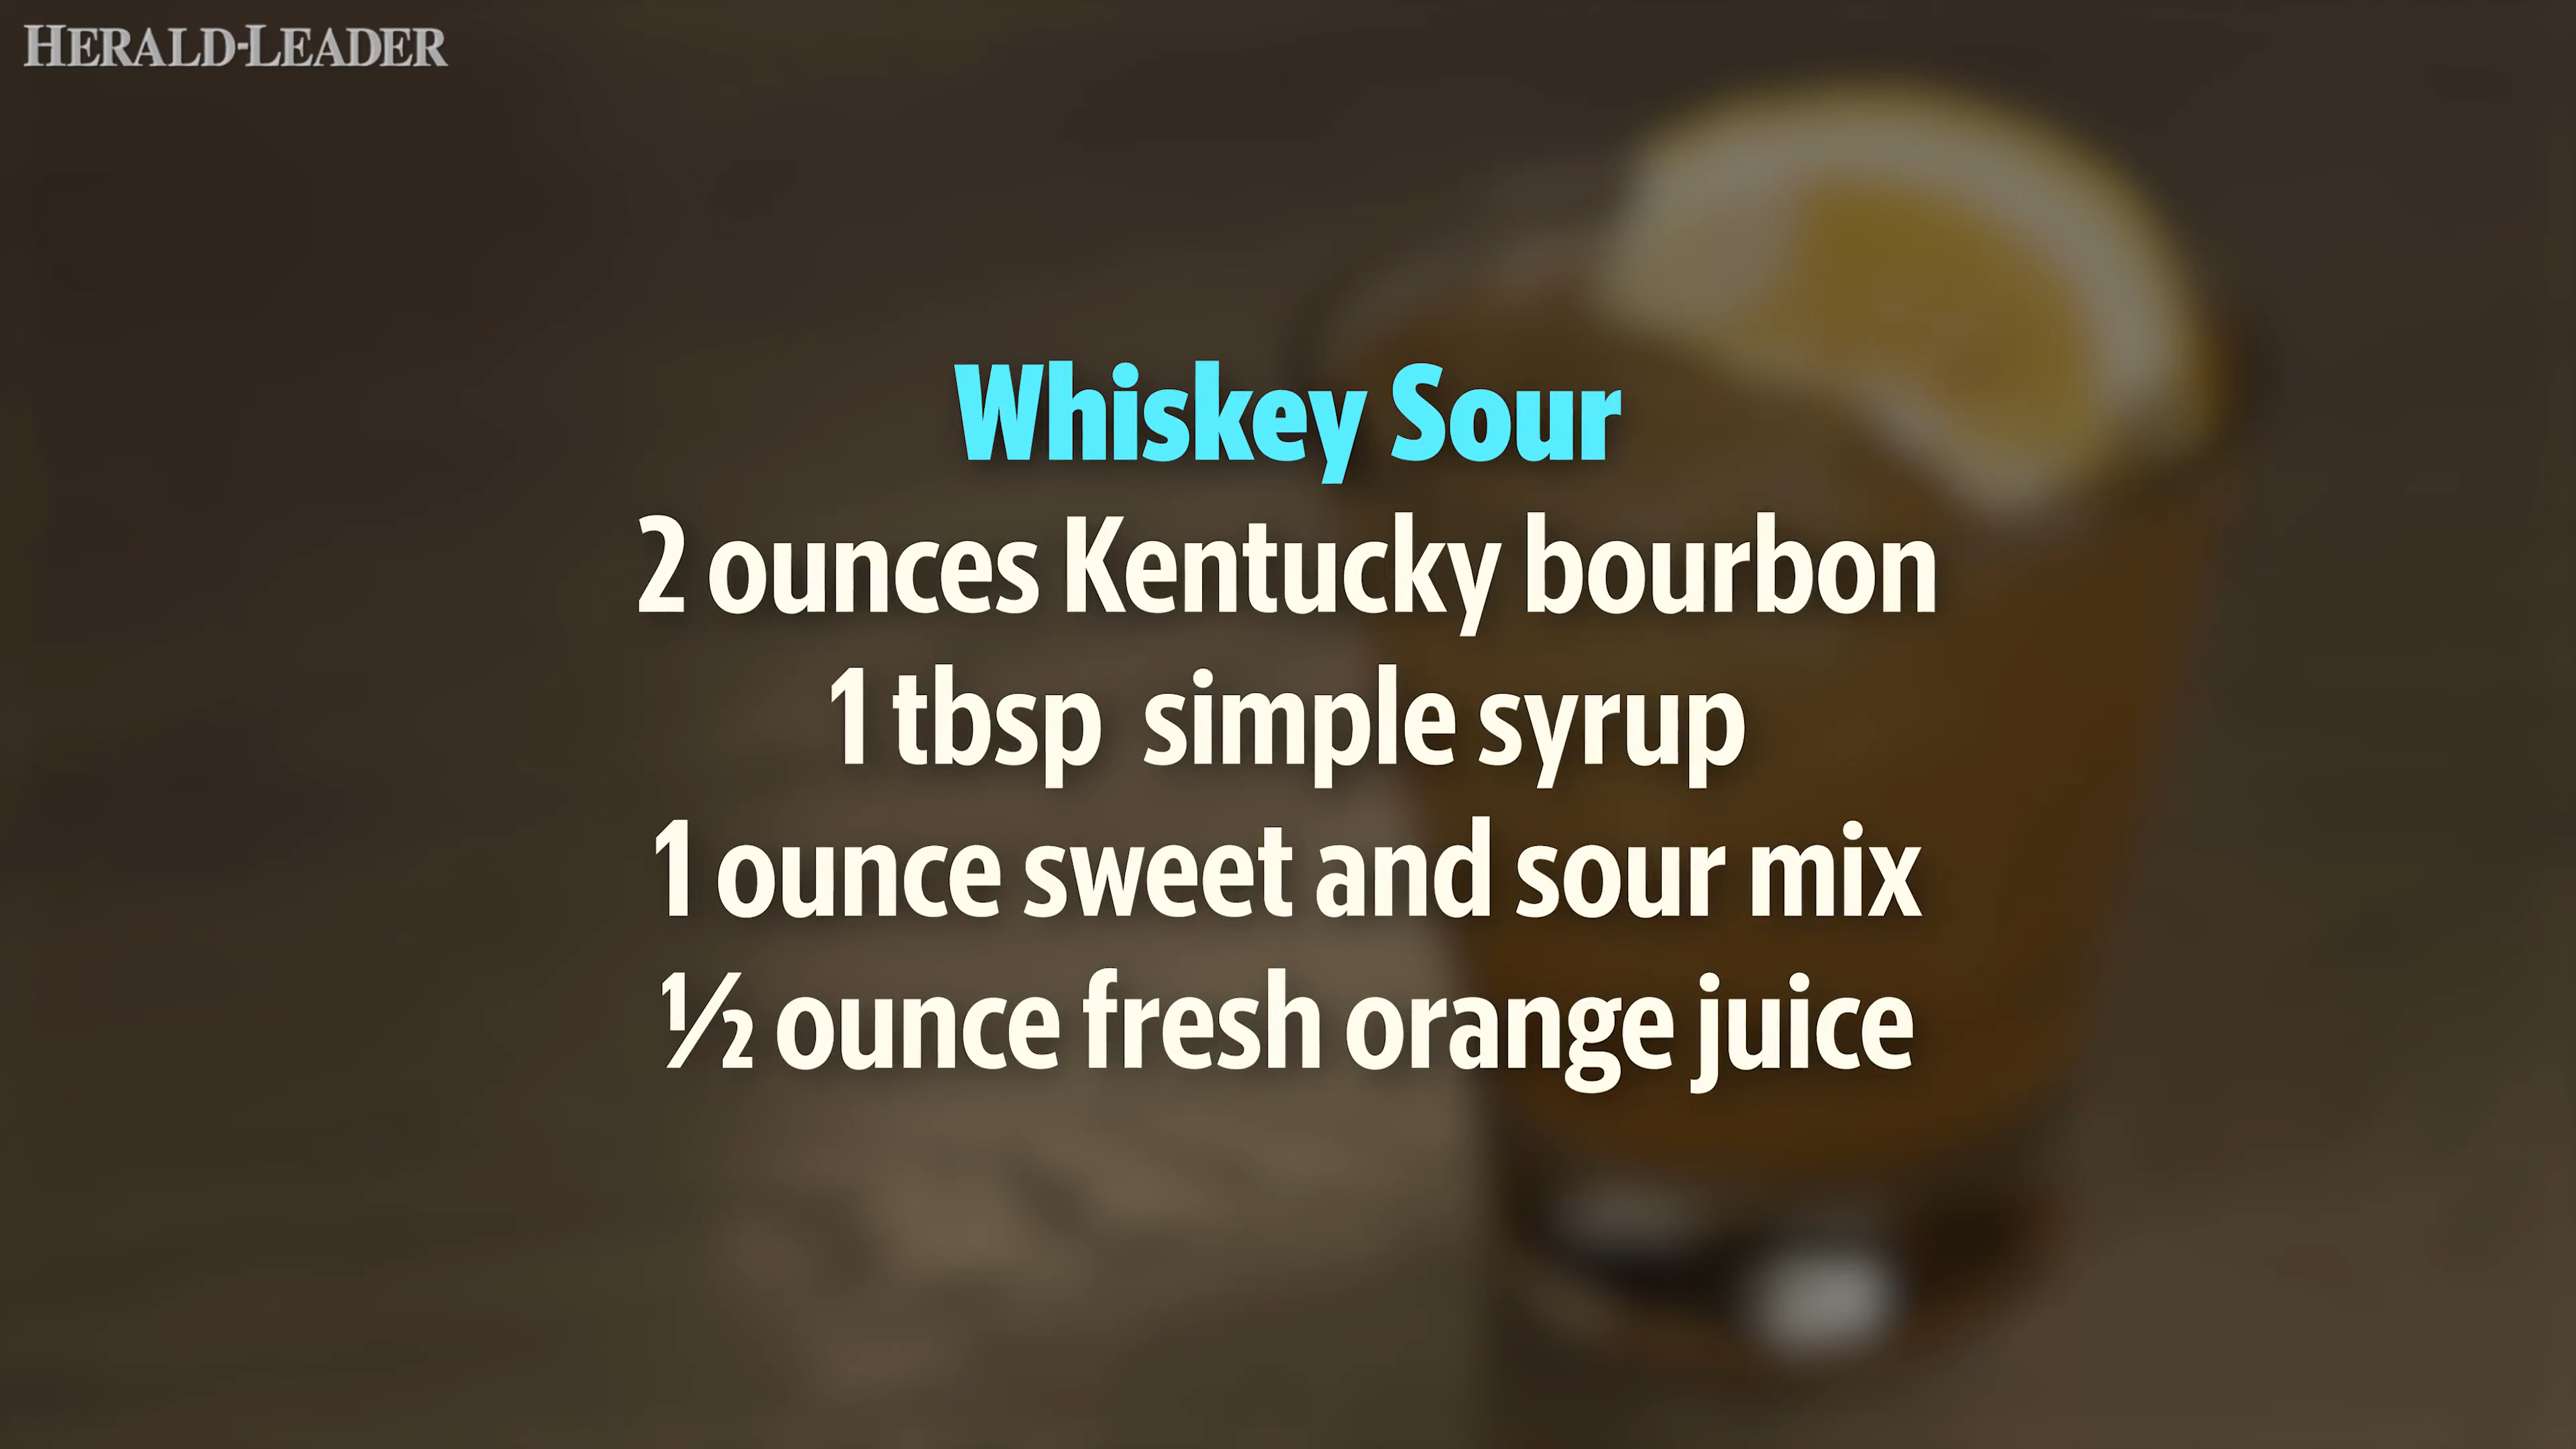 HERALD-LEADER
Whiskey Sour
2 ounces Kentucky bourbon
1 tbsp  simple syrup
1 ounce sweet and sour mix
½ ounce fresh orange juice